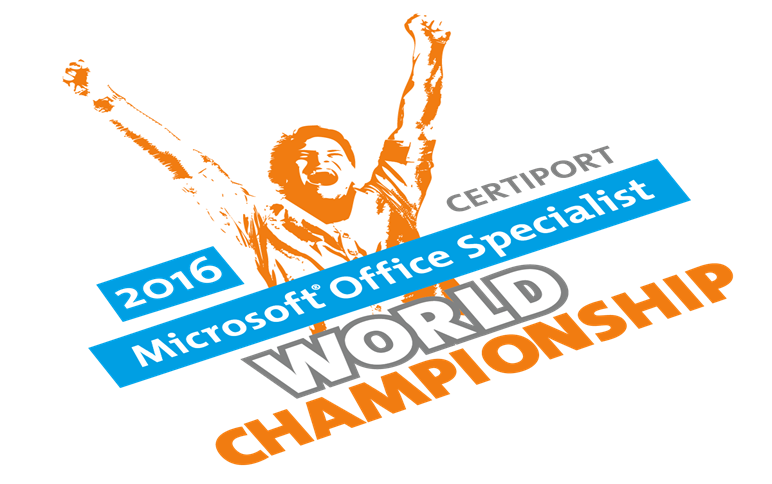 CERTIPORT
2016
Microsoft® Office Specialist
WORLD
CHAMPIONSHIP